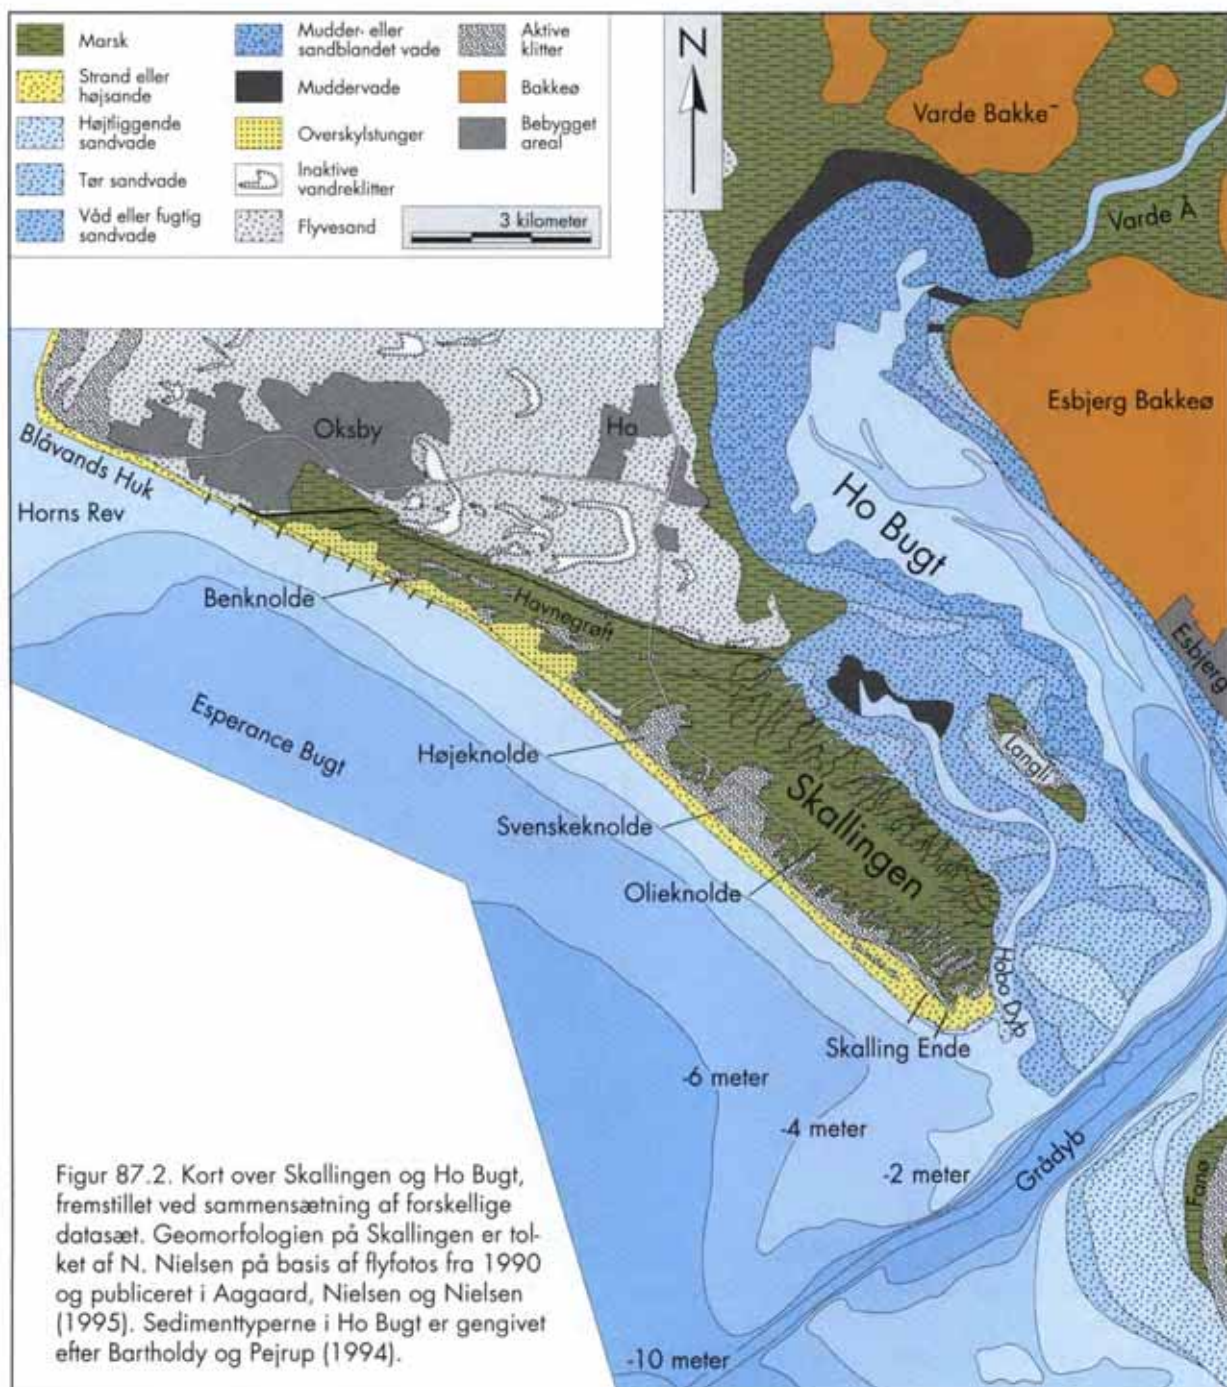 Marsk
Strand eller
højsande
Højtliggende
sandvade
Tør sandvade
Våd eller fugtig
sandvade
Mudder- eller
sandblandet vade
Muddervade
Overskylstunger
Inaktive
vandreklitter
Flyvesand
Aktive
klitter
Bakkeø
Bebygget
areal
3 kilometer
N
Varde Bakke
Varde Å
Esbjerg Bakkeø
Oksby
Ho
Blåvands Huk
Horns Rev
Ho Bugt
Benknolde
Havnegrøft
Esbjerg
Esperance Bugt
Langli
Højeknolde
Skallingen
Svenskeknolde
Olieknolde
Hobo Dyb
Skalling Ende
-6 meter
-4 meter
-2 meter
Grådyb
Fanø
-10 meter
Figur 87.2. Kort over Skallingen og Ho Bugt,
fremstillet ved sammensætning af forskellige
datasæt. Geomorfologien på Skallingen er tol-
ket af N. Nielsen på basis af flyfotos fra 1990
og publiceret i Aagaard, Nielsen og Nielsen
(1995). Sedimenttyperne i Ho Bugt er gengivet
efter Bartholdy og Pejrup (1994).